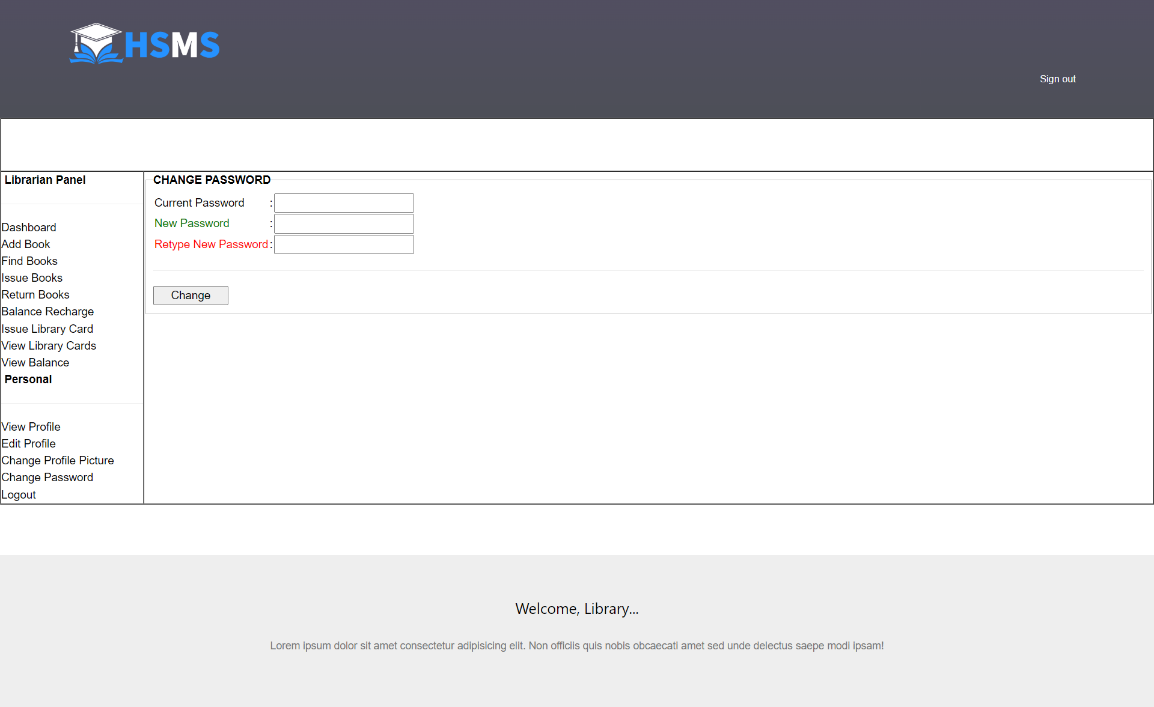 HSMS
Sign out
Librarian Panel
Dashboard
Add Book
Find Books
Issue Books
Return Books
Balance Recharge
Issue Library Card
View Library Cards
View Balance
Personal
View Profile
Edit Profile
Change Profile Picture
Change Password
Logout
CHANGE PASSWORD
Current Password :
New Password :
Retype New Password:
Change
Welcome, Library...
Lorem ipsum dolor sit amet consectetur adipisicing elit. Non officiis quis nobis obcaecati amet sed unde delectus saepe modi ipsam!